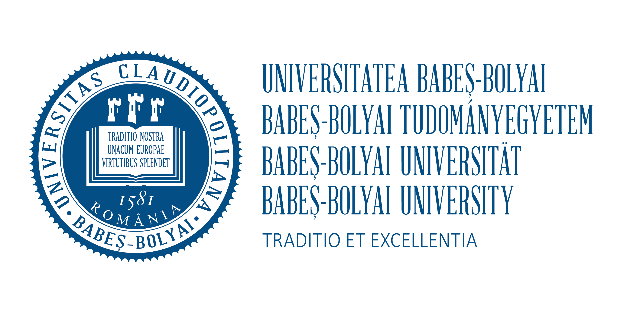 UNIVERSITAS CLAUDIOPOLITANA
TRADITIO NOSTRA
UNACUM EUROPAE
VIRTUTIBUS SPLENDET
1581
ROMÂNIA
• BABEȘ-BOLYAI •
UNIVERSITATEA BABEȘ-BOLYAI
BABEȘ-BOLYAI TUDOMÁNYEGYETEM
BABEȘ-BOLYAI UNIVERSITÄT
BABEȘ-BOLYAI UNIVERSITY
TRADITIO ET EXCELLENTIA